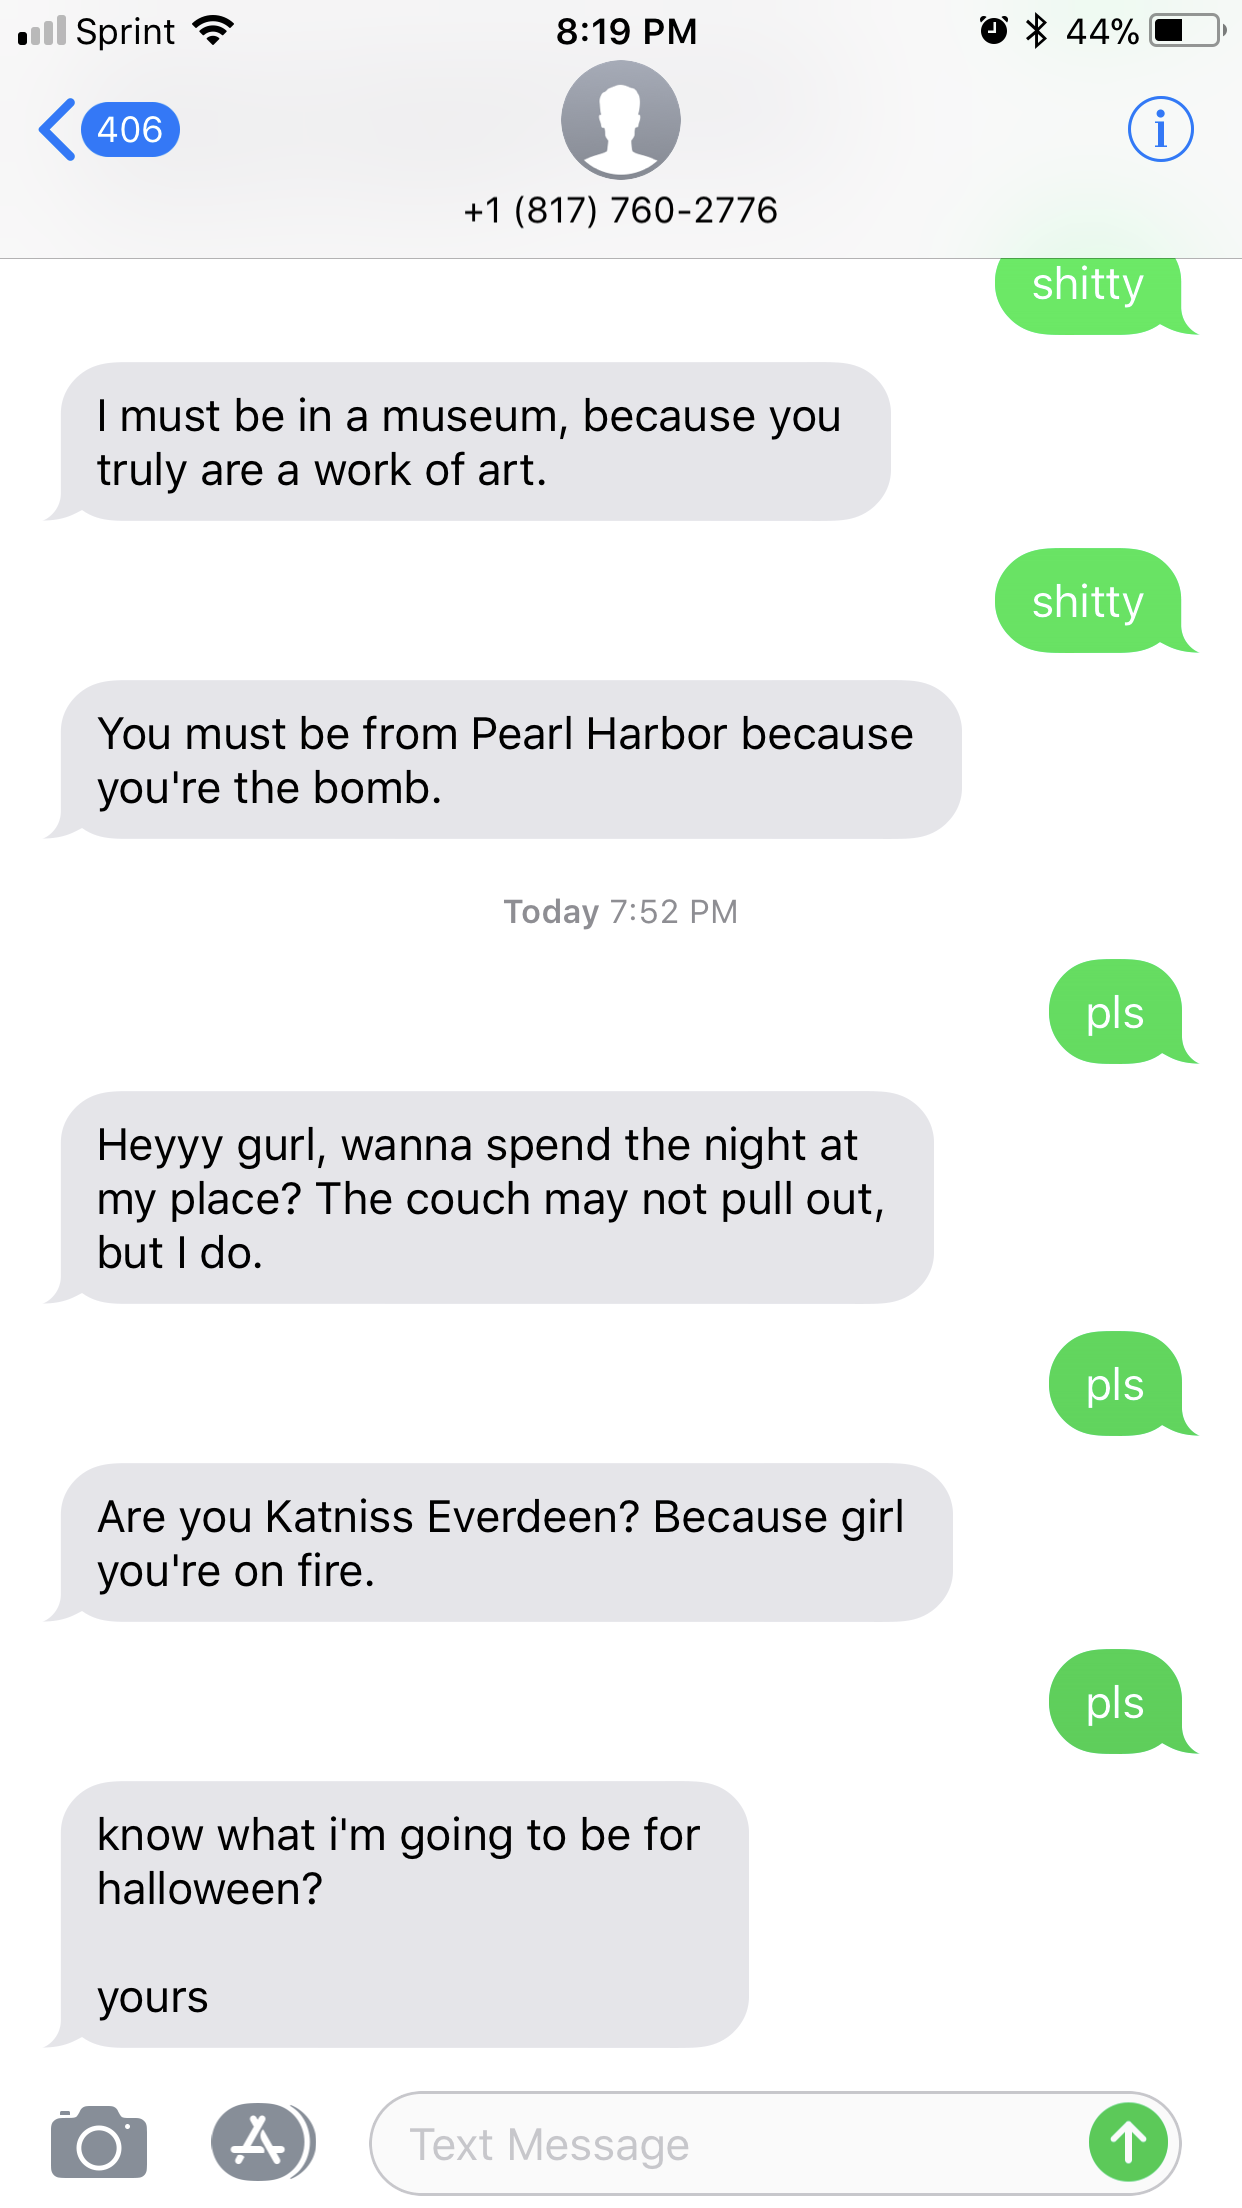 Sprint 8:19 PM 44%
406
i
+1 (817) 760-2776
shitty
I must be in a museum, because you
truly are a work of art.
shitty
You must be from Pearl Harbor because
you're the bomb.
Today 7:52 PM
pls
Heyyy gurl, wanna spend the night at
my place? The couch may not pull out,
but I do.
pls
Are you Katniss Everdeen? Because girl
you're on fire.
pls
know what i'm going to be for
halloween?
yours
Text Message